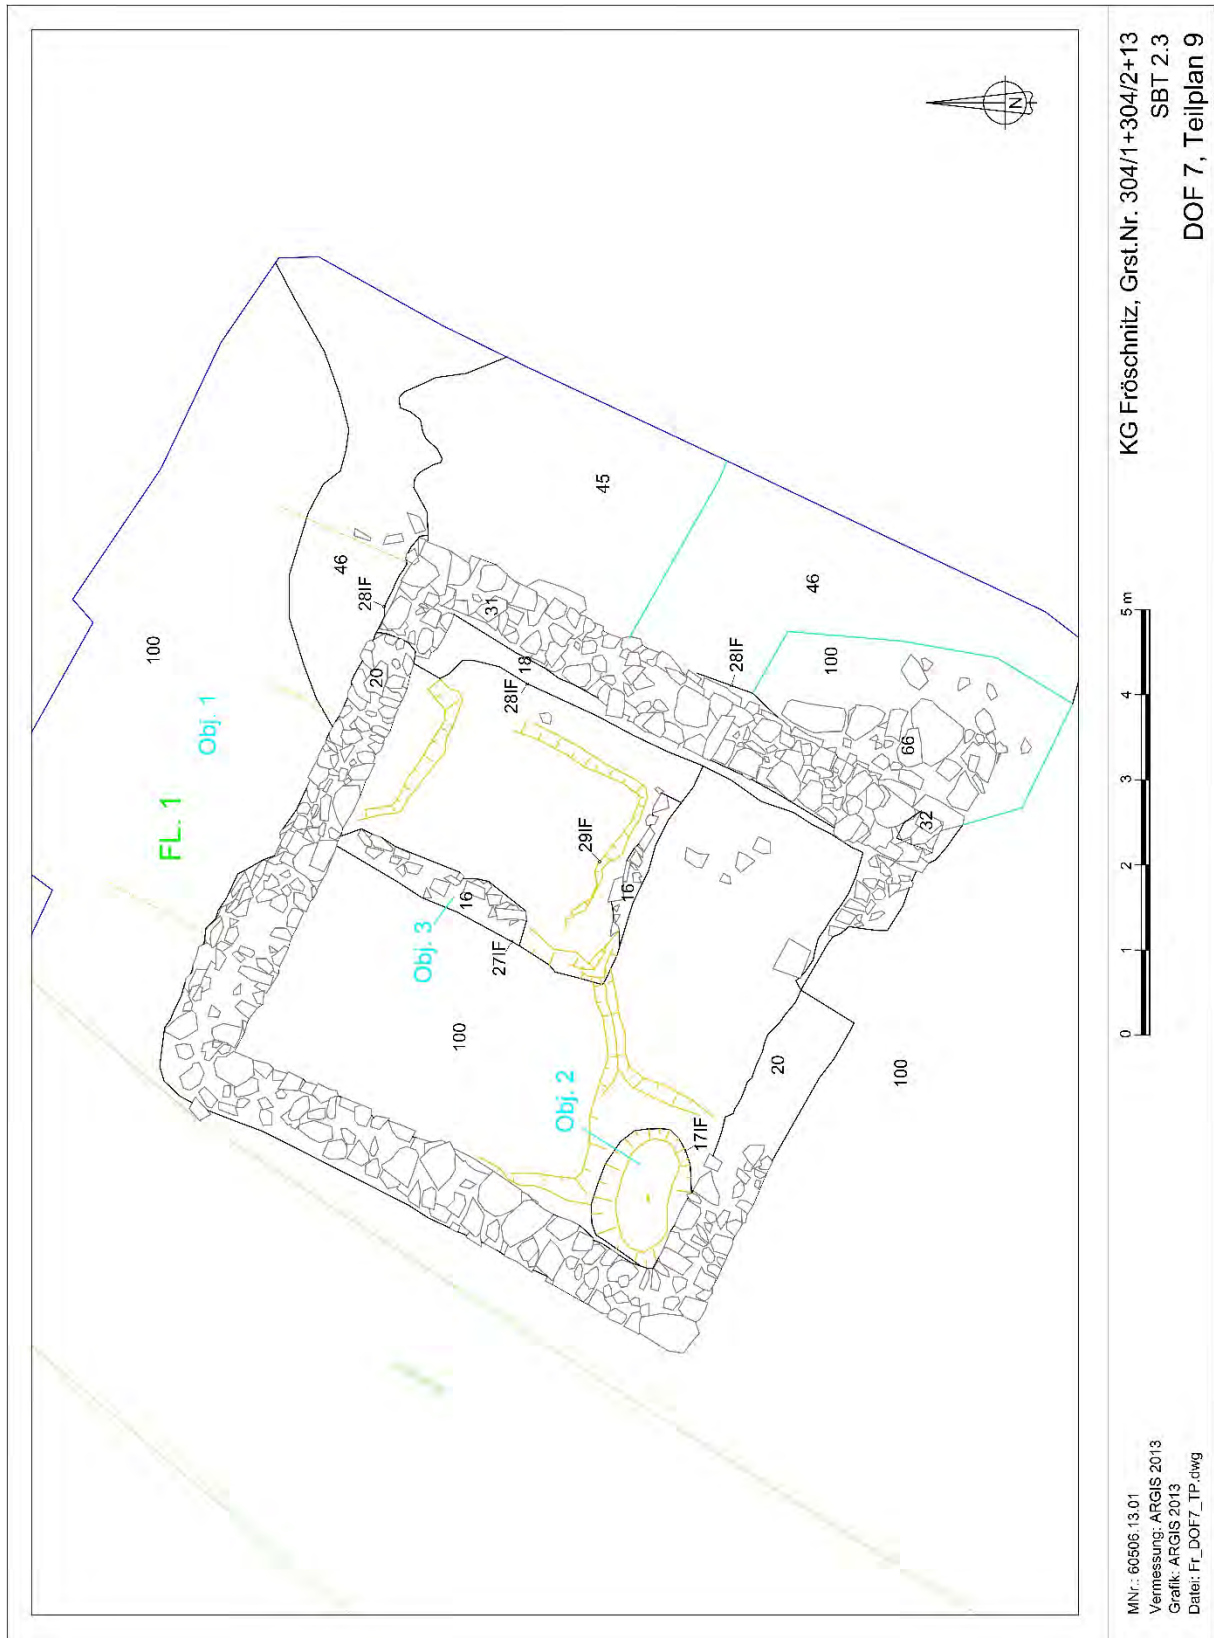 FL. 1
Obj. 1
100
46
28IF
20
31
18
28IF
45
Obj. 3
16
27IF
29IF
16
100
Obj. 2
17IF
46
28IF
100
66
32
20
100
N
0
1
2
3
4
5 m
MNr.: 60506.13.01
Vermessung: ARGIS 2013
Grafik: ARGIS 2013
Datei: Fr_DOF7_TP.dwg
KG Fröschnitz, Grst.Nr. 304/1+304/2+13
SBT 2.3
DOF 7, Teilplan 9